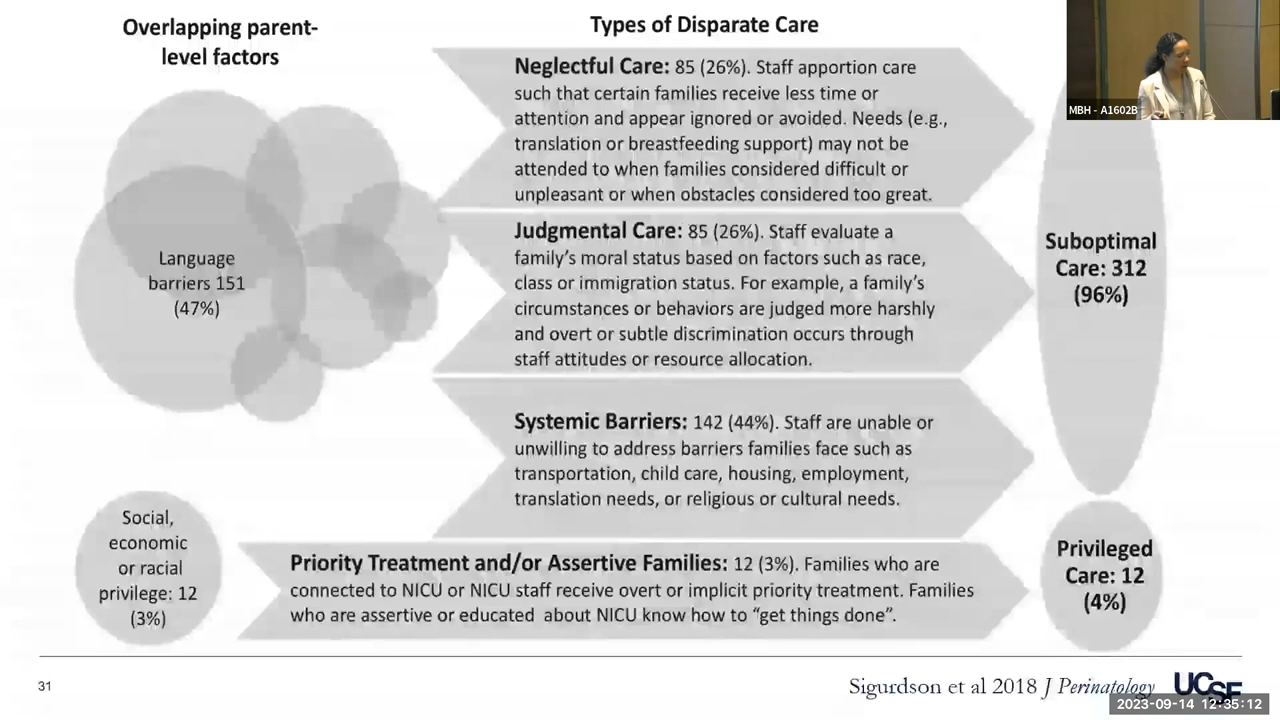 Overlapping parent-
level factors
Types of Disparate Care
Neglectful Care: 85 (26%). Staff apportion care
such that certain families receive less time or
attention and appear ignored or avoided. Needs (e.g.,
translation or breastfeeding support) may not be
attended to when families considered difficult or
unpleasant or when obstacles considered too great.
Judgmental Care: 85 (26%). Staff evaluate a
family’s moral status based on factors such as race,
class or immigration status. For example, a family’s
circumstances or behaviors are judged more harshly
and overt or subtle discrimination occurs through
staff attitudes or resource allocation.
Systemic Barriers: 142 (44%). Staff are unable or
unwilling to address barriers families face such as
transportation, child care, housing, employment,
translation needs, or religious or cultural needs.
Priority Treatment and/or Assertive Families: 12 (3%). Families who are
connected to NICU or NICU staff receive overt or implicit priority treatment. Families
who are assertive or educated about NICU know how to “get things done”.
Language
barriers 151
(47%)
Social,
economic
or racial
privilege: 12
(3%)
Suboptimal
Care: 312
(96%)
Privileged
Care: 12
(4%)
MBH - A1602B
31
Sigurdson et al 2018 J Perinatology
UCSF
2023-09-14 12:35:12